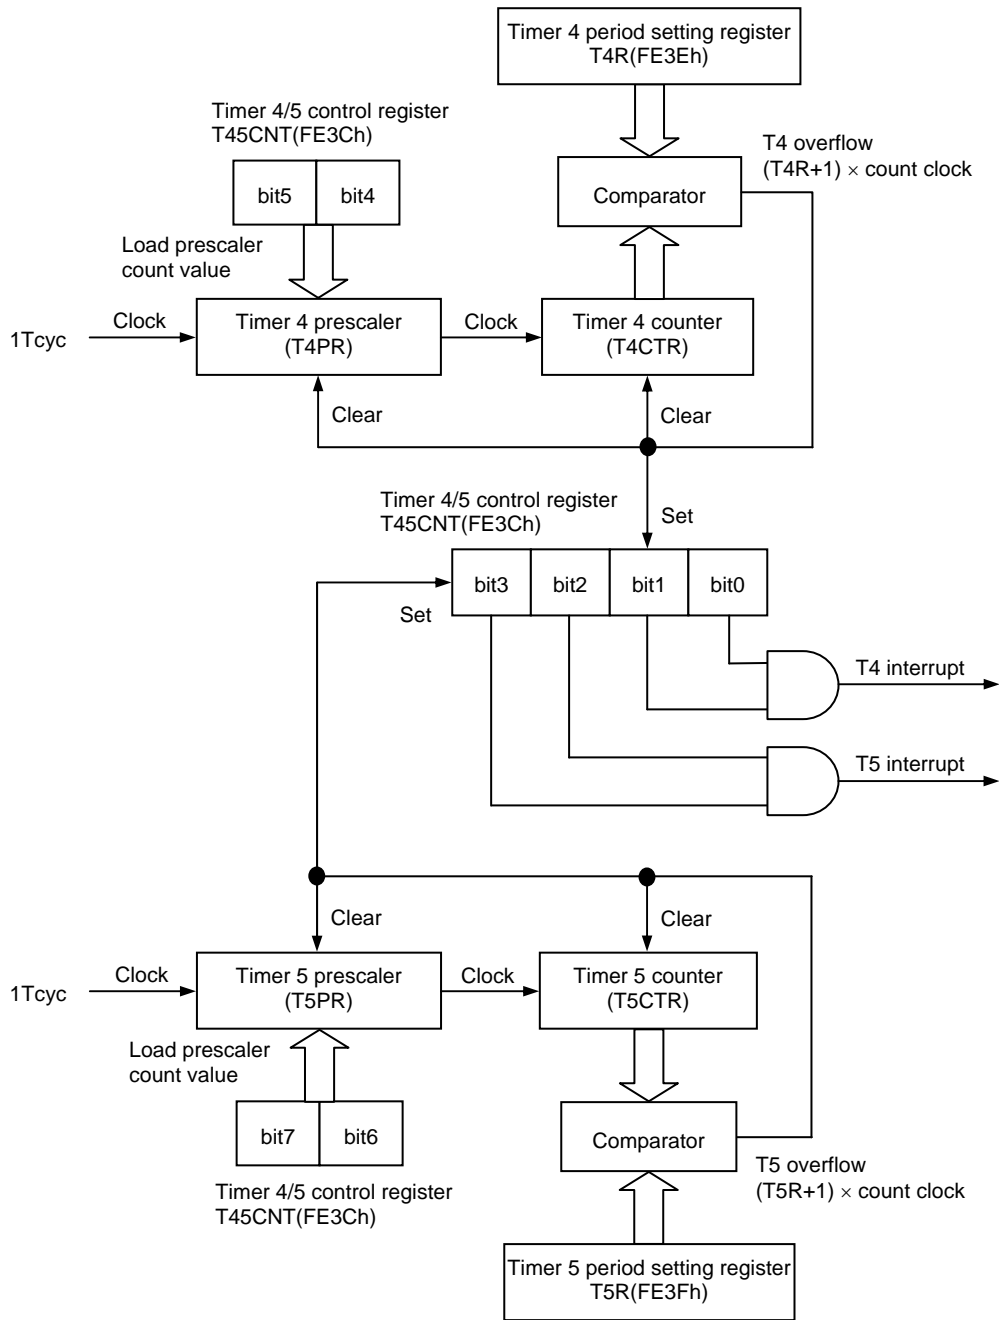 Timer 4 period setting register
T4R(FE3Eh)
Timer 4/5 control register
T45CNT(FE3Ch)
bit5
bit4
T4 overflow
(T4R+1) × count clock
Comparator
Load prescaler
count value
1Tcyc
Clock
Timer 4 prescaler
(T4PR)
Clock
Timer 4 counter
(T4CTR)
Clear
Clear
Timer 4/5 control register
T45CNT(FE3Ch)
Set
bit3
bit2
bit1
bit0
Set
T4 interrupt
T5 interrupt
Clear
Clear
1Tcyc
Clock
Timer 5 prescaler
(T5PR)
Clock
Timer 5 counter
(T5CTR)
Load prescaler
count value
bit7
bit6
Comparator
T5 overflow
(T5R+1) × count clock
Timer 4/5 control register
T45CNT(FE3Ch)
Timer 5 period setting register
T5R(FE3Fh)